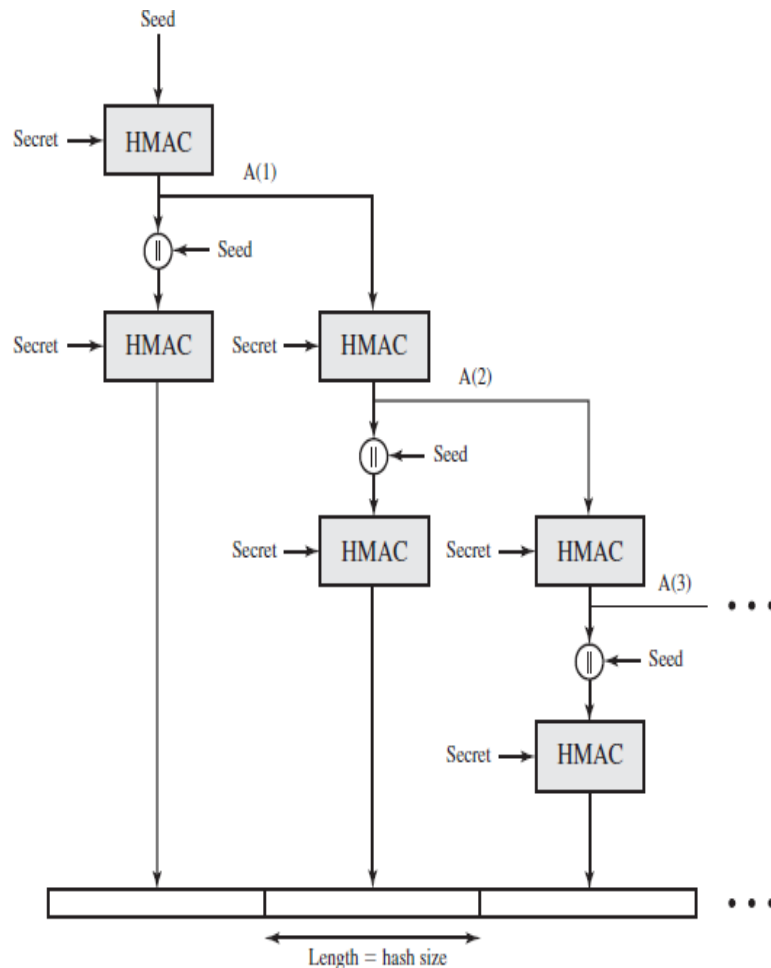 Seed
Secret
HMAC
A(1)
||
Seed
Secret
HMAC
Secret
HMAC
A(2)
||
Seed
Secret
HMAC
Secret
HMAC
A(3)
• • •
||
Seed
Secret
HMAC
• • •
Length = hash size